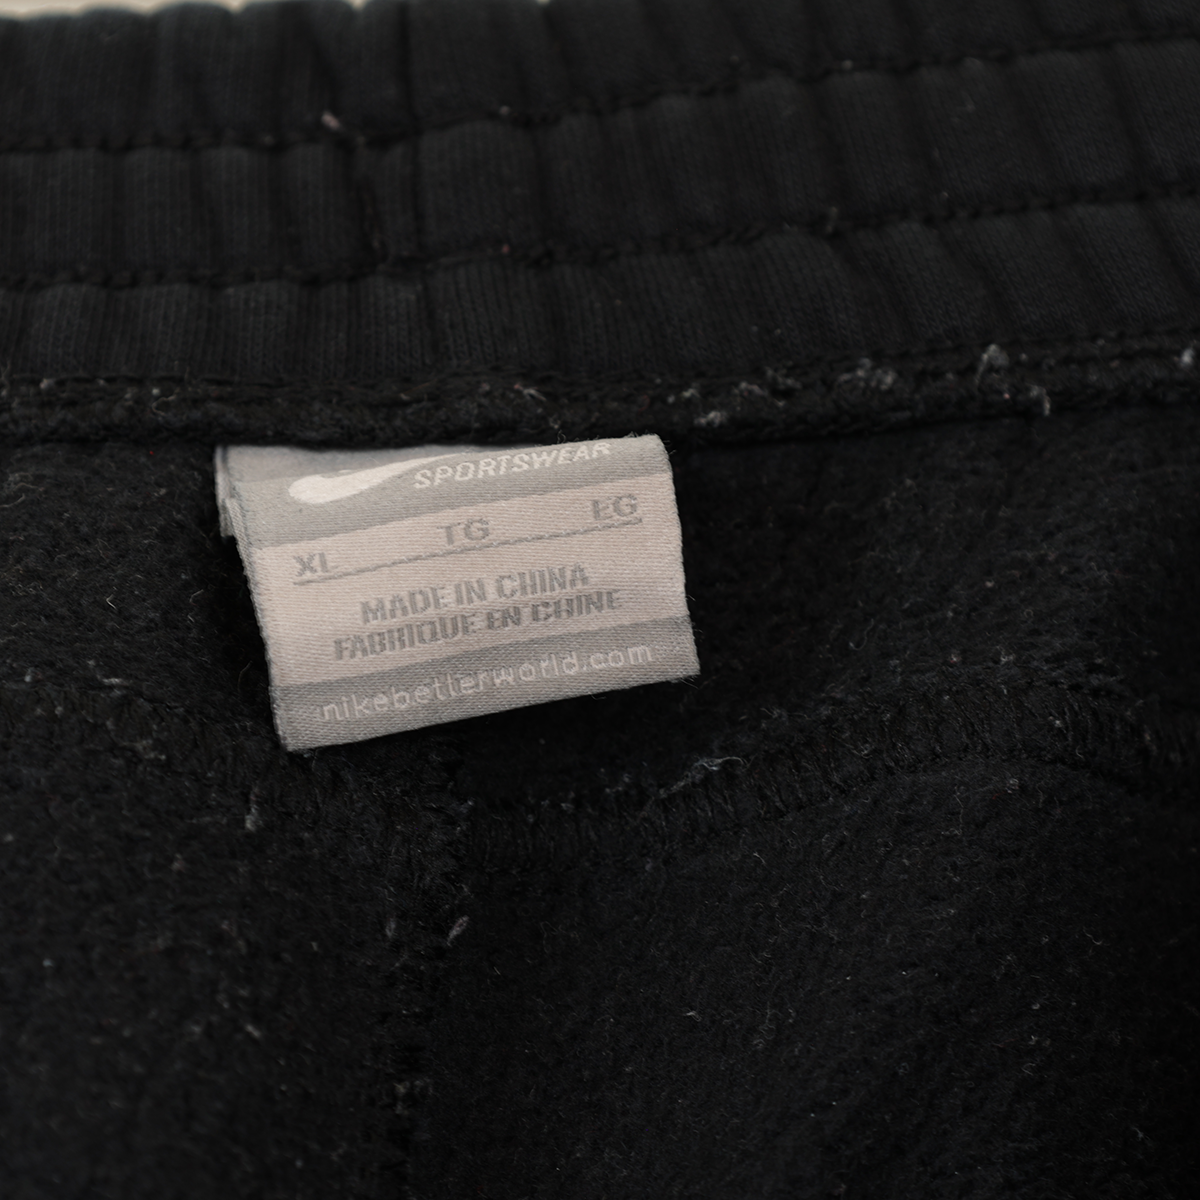 SPORTSWEAR
XL TG EG
MADE IN CHINA
FABRIQUE EN CHINE
nikebetterworld.com